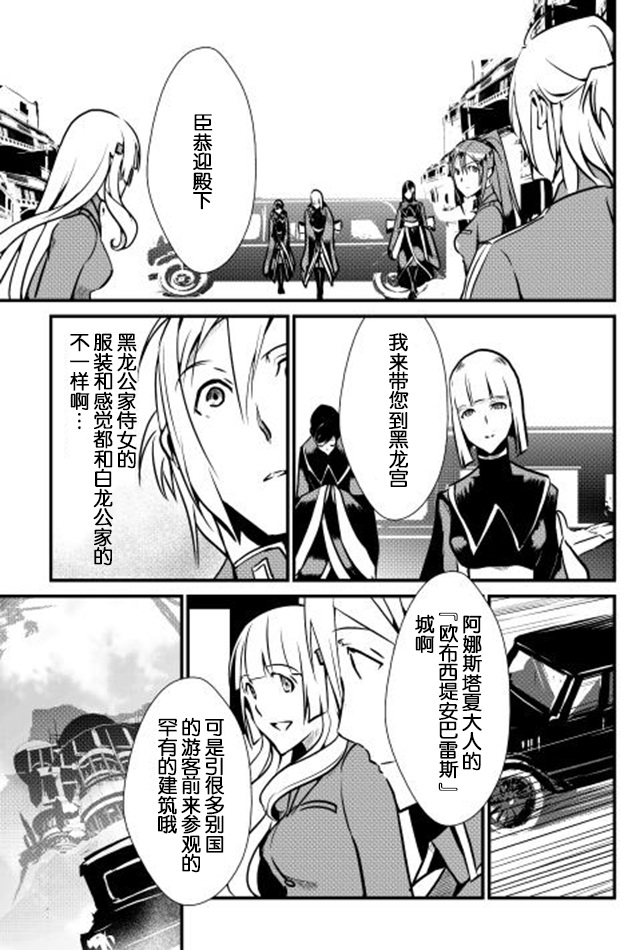 臣恭迎殿下
我来带您到黑龙宫
黑龙公家侍女的
服装和感觉都和白龙公家的
不一样啊…
阿娜斯塔夏大人的
『欧布西堤安巴雷斯』
城啊
可是引很多别国
的游客前来参观的
罕有的建筑哦